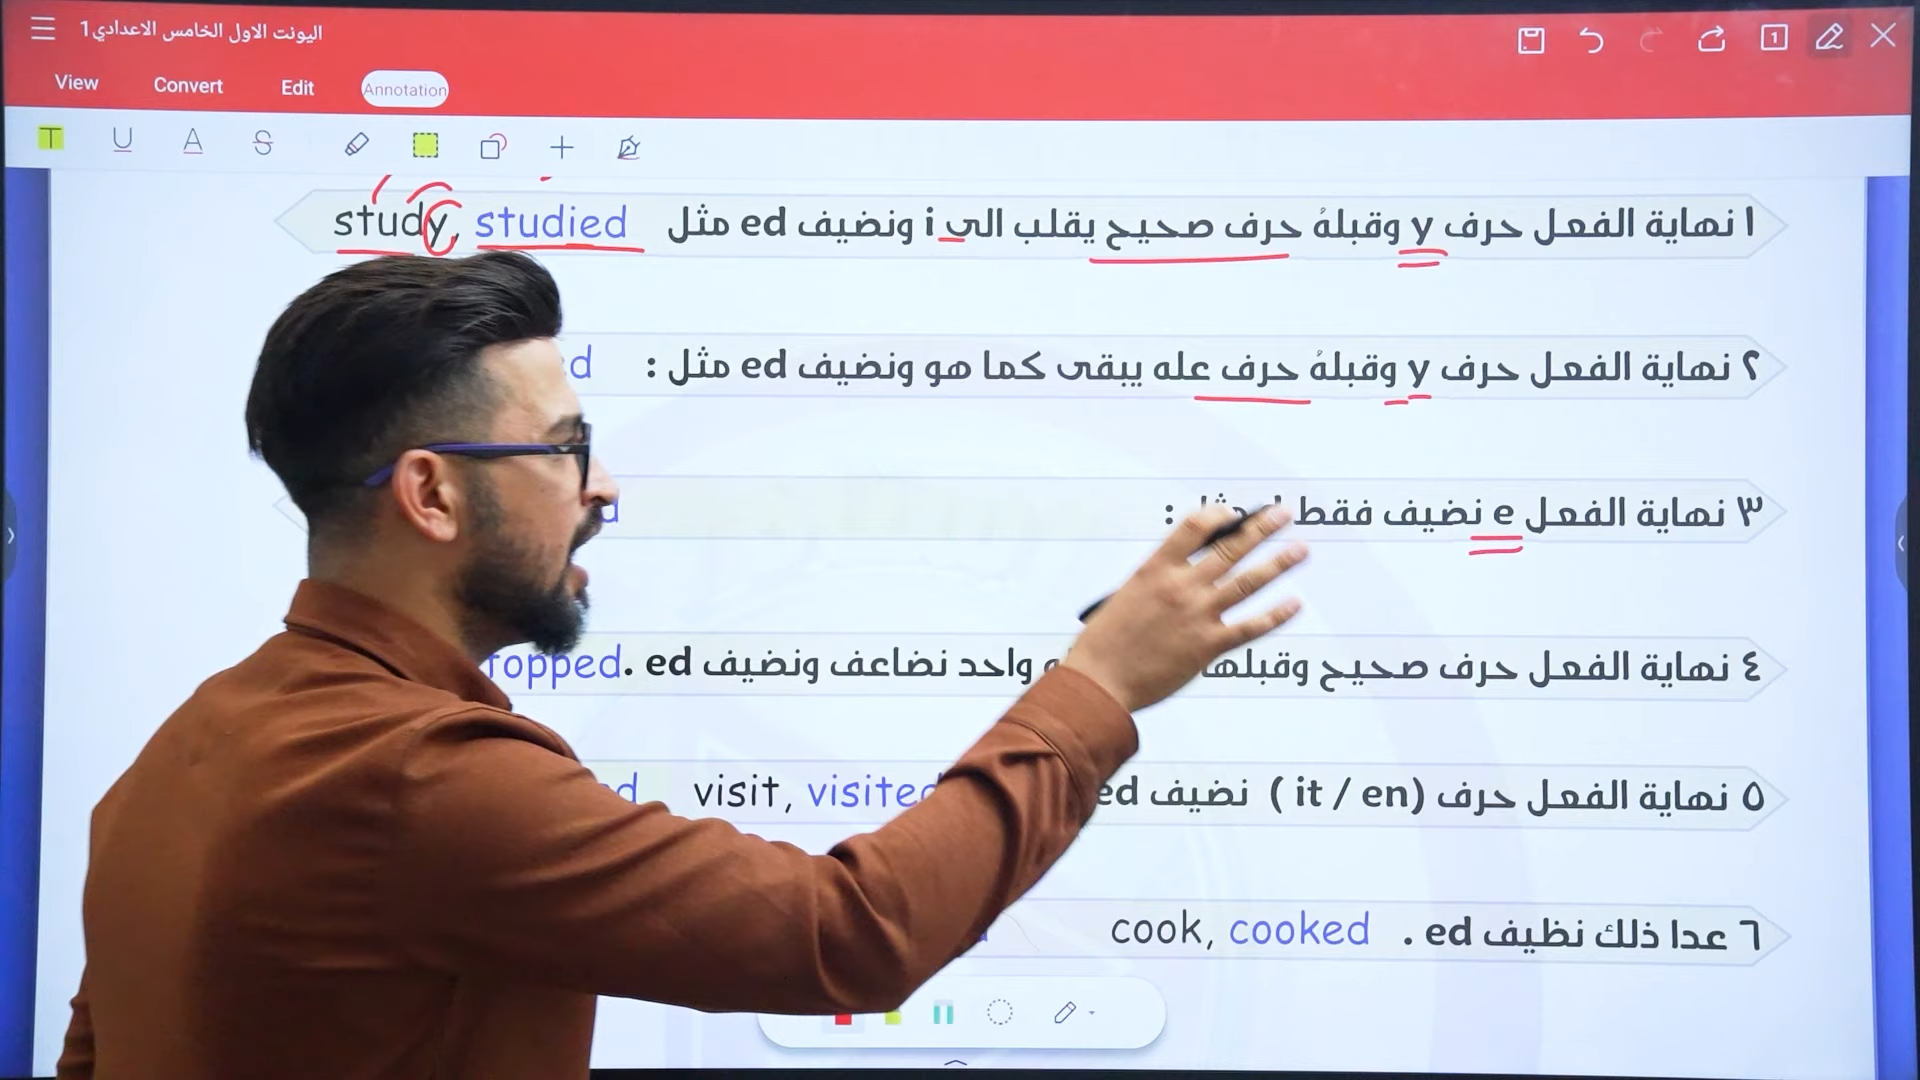 اليونت الاول الخامس الاعدادي1
View Convert Edit Annotation
١ نهاية الفعل حرف y وقبلهُ حرف صحيح يقلب الى i ونضيف ed مثل study, studied
٢ نهاية الفعل حرف y وقبلهُ حرف عله يبقى كما هو ونضيف ed مثل :
٣ نهاية الفعل e نضيف فقط :
٤ نهاية الفعل حرف صحيح وقبلها واحد نضاعف ونضيف ed .
٥ نهاية الفعل حرف (it / en) نضيف ed visit, visited
٦ عدا ذلك نظيف ed . cook, cooked